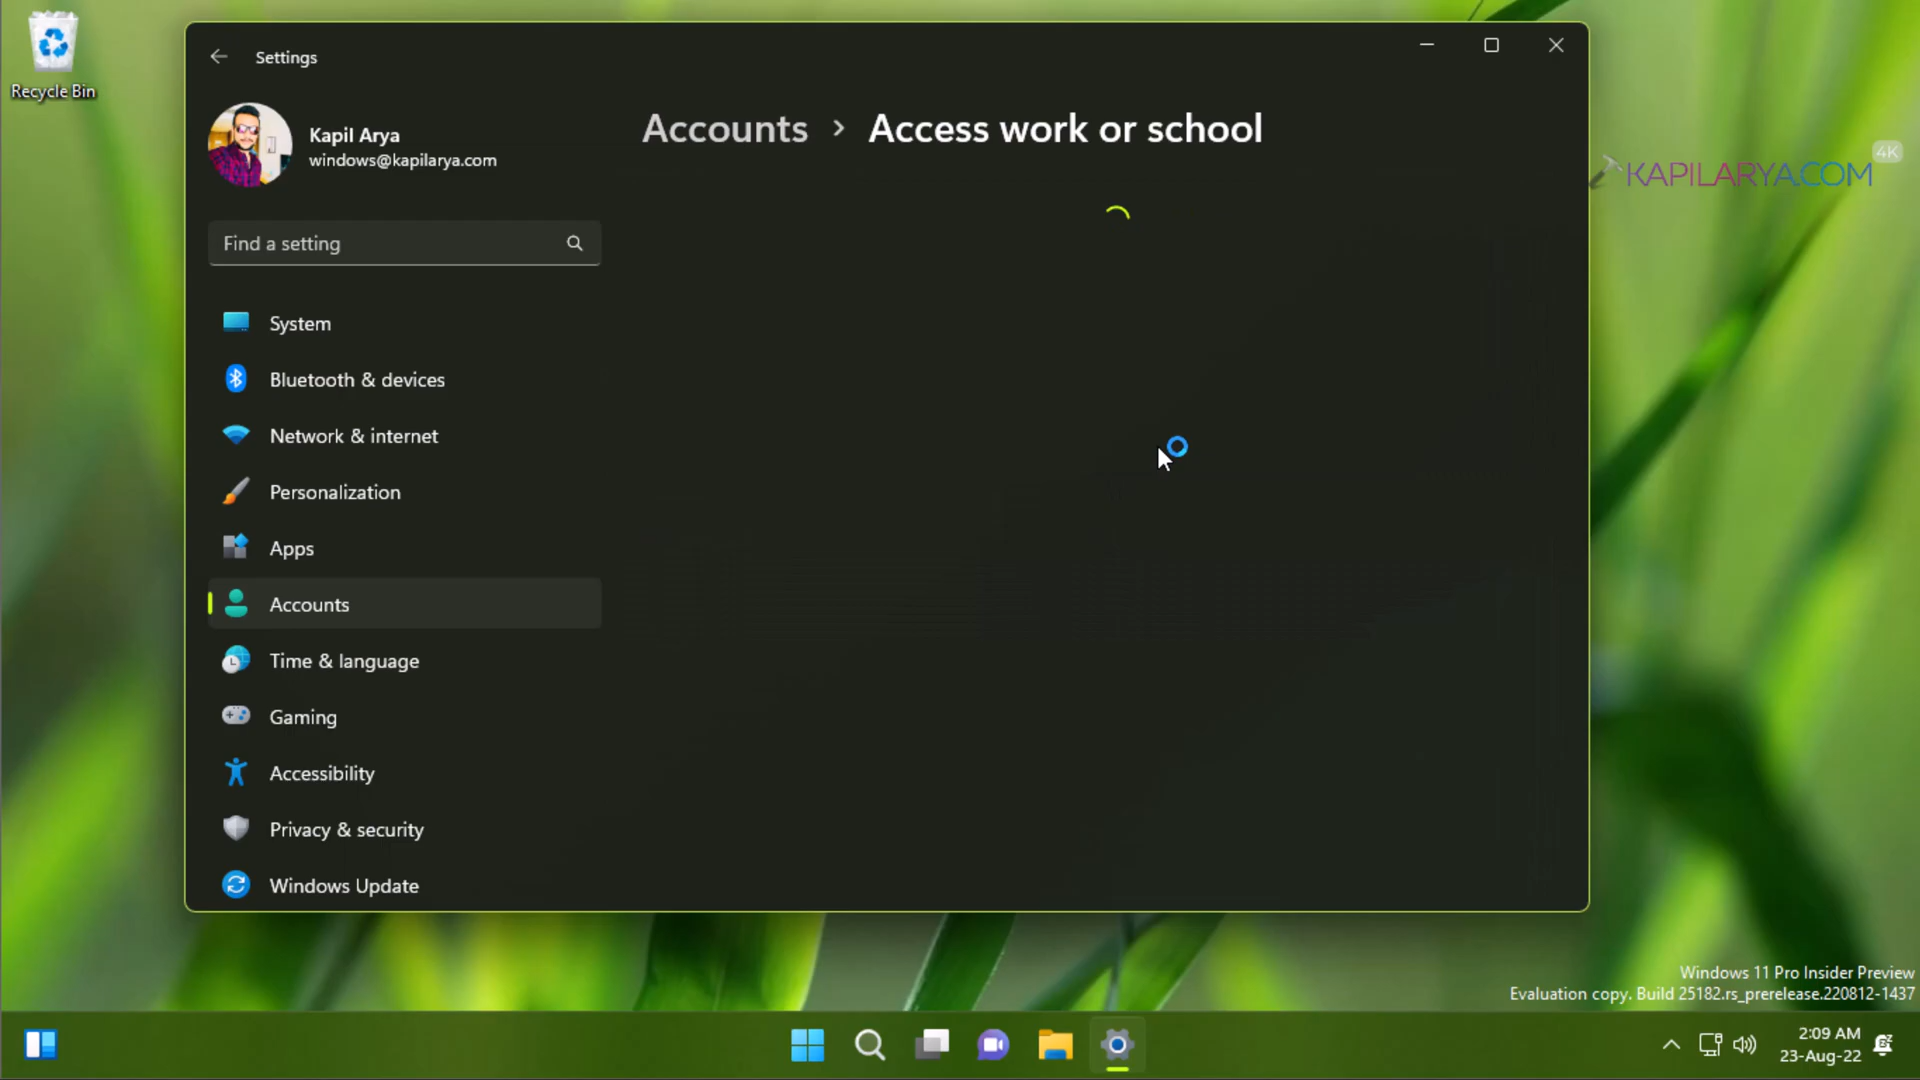 Recycle Bin
Settings
Kapil Arya
windows@kapilarya.com
Find a setting
System
Bluetooth & devices
Network & internet
Personalization
Apps
Accounts
Time & language
Gaming
Accessibility
Privacy & security
Windows Update
Accounts > Access work or school
4K
KAPILARYA.COM
Windows 11 Pro Insider Preview
Evaluation copy. Build 25182.rs_prerelease.220812-1437
2:09 AM
23-Aug-22